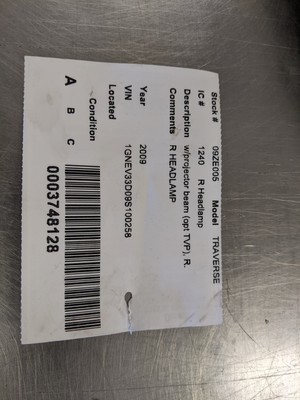 Stock # 09ZE005 Model TRAVERSE
IC # 1240 R Headlamp
Description w/projector beam (opt TVP), R.
Comments R HEADLAMP
Year 2009
VIN 1GNEV33D09S100258
Located
Condition
A B C
0003748128